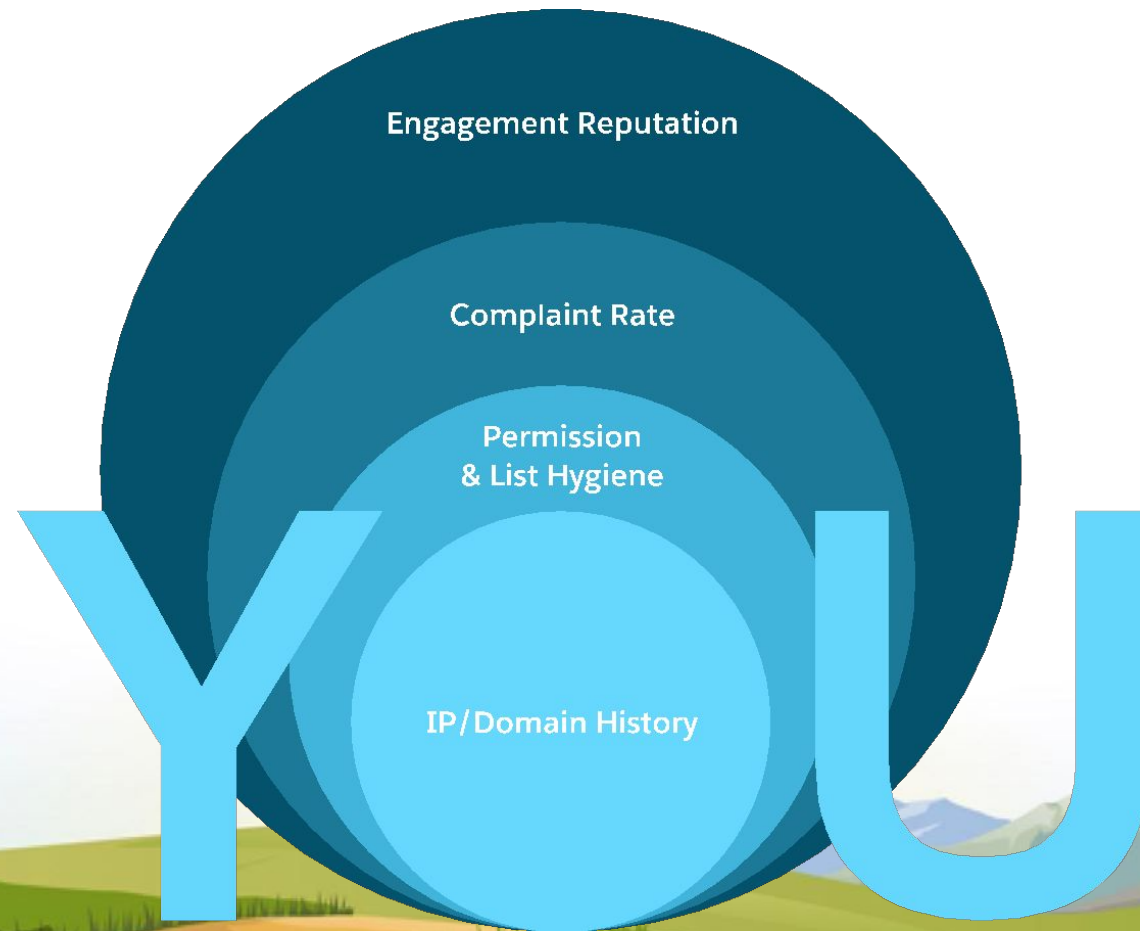 Engagement Reputation
Complaint Rate
Permission
& List Hygiene
YOU
IP/Domain History